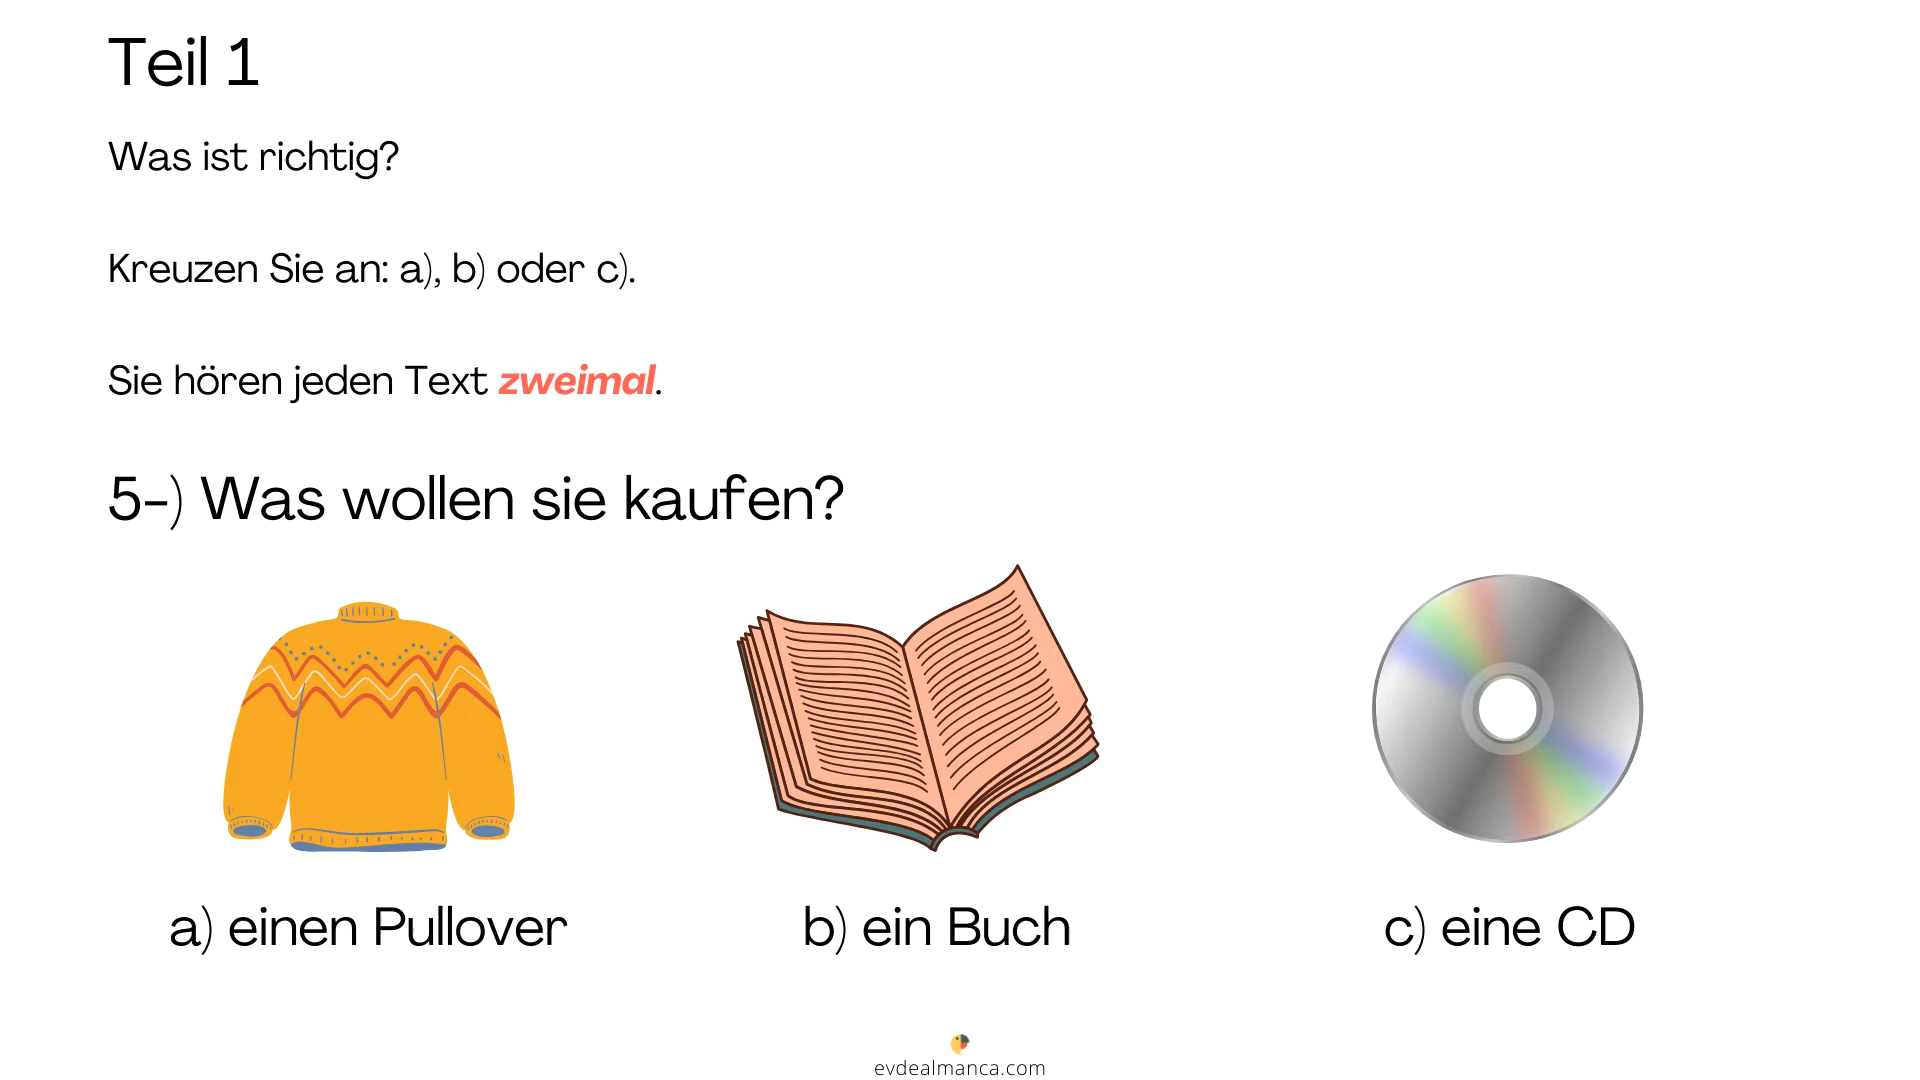 Teil 1
Was ist richtig?
Kreuzen Sie an: a), b) oder c).
Sie hören jeden Text zweimal.
5-) Was wollen sie kaufen?
a) einen Pullover
b) ein Buch
c) eine CD
evdealmanca.com